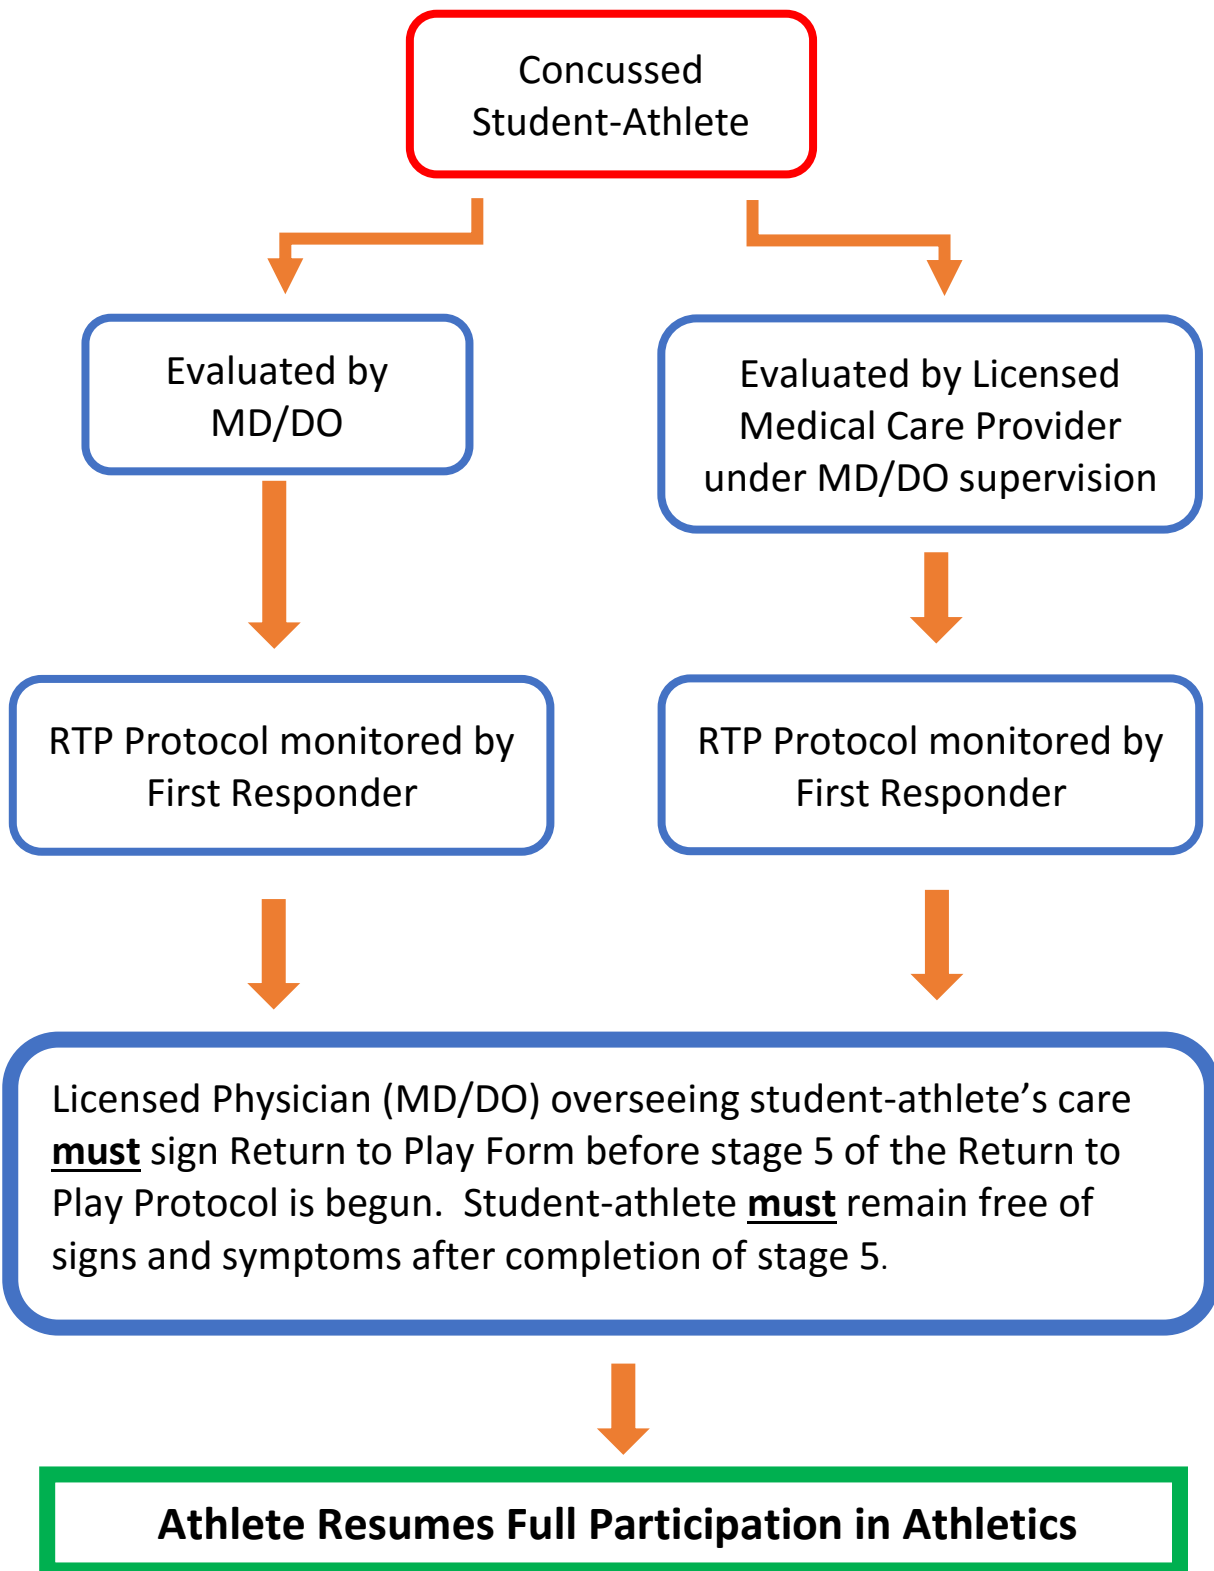 Concussed
Student-Athlete
Evaluated by
MD/DO
Evaluated by Licensed
Medical Care Provider
under MD/DO supervision
RTP Protocol monitored by
First Responder
RTP Protocol monitored by
First Responder
Licensed Physician (MD/DO) overseeing student-athlete’s care
must sign Return to Play Form before stage 5 of the Return to
Play Protocol is begun.  Student-athlete must remain free of
signs and symptoms after completion of stage 5.
Athlete Resumes Full Participation in Athletics